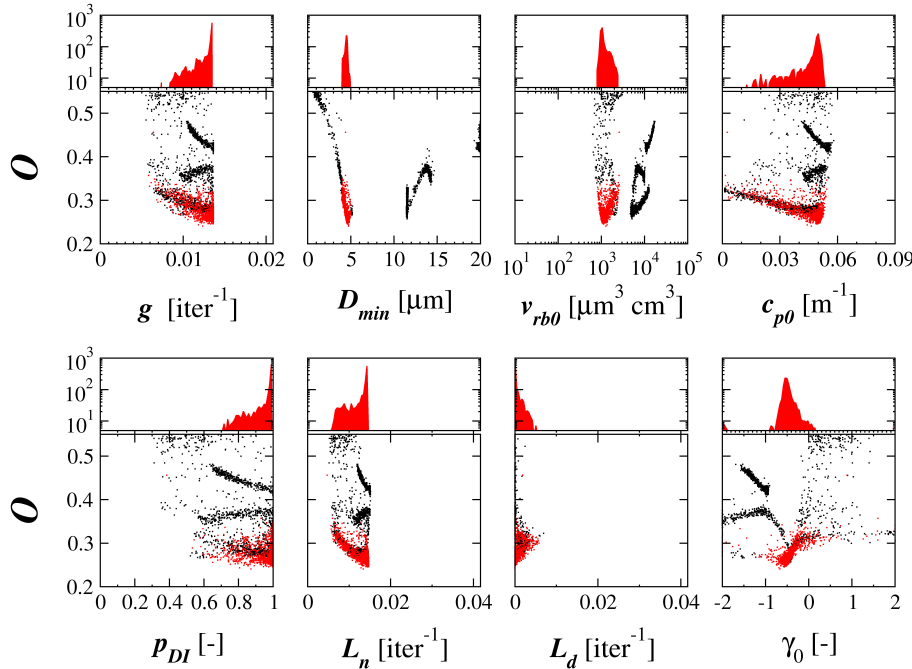 10³
10²
10¹
0.5
0.4
0.3
0.2
O
0 0.01 0.02
0 5 10 15 20
10¹ 10² 10³ 10⁴ 10⁵
0 0.03 0.06 0.09
g [iter⁻¹]
D_min [μm]
v_rb0 [μm³ cm³]
c_p0 [m⁻¹]
10³
10²
10¹
0.5
0.4
0.3
0.2
O
0 0.2 0.4 0.6 0.8 1
0 0.02 0.04
0 0.02 0.04
-2 -1 0 1 2
p_DI [-]
L_n [iter⁻¹]
L_d [iter⁻¹]
γ₀ [-]